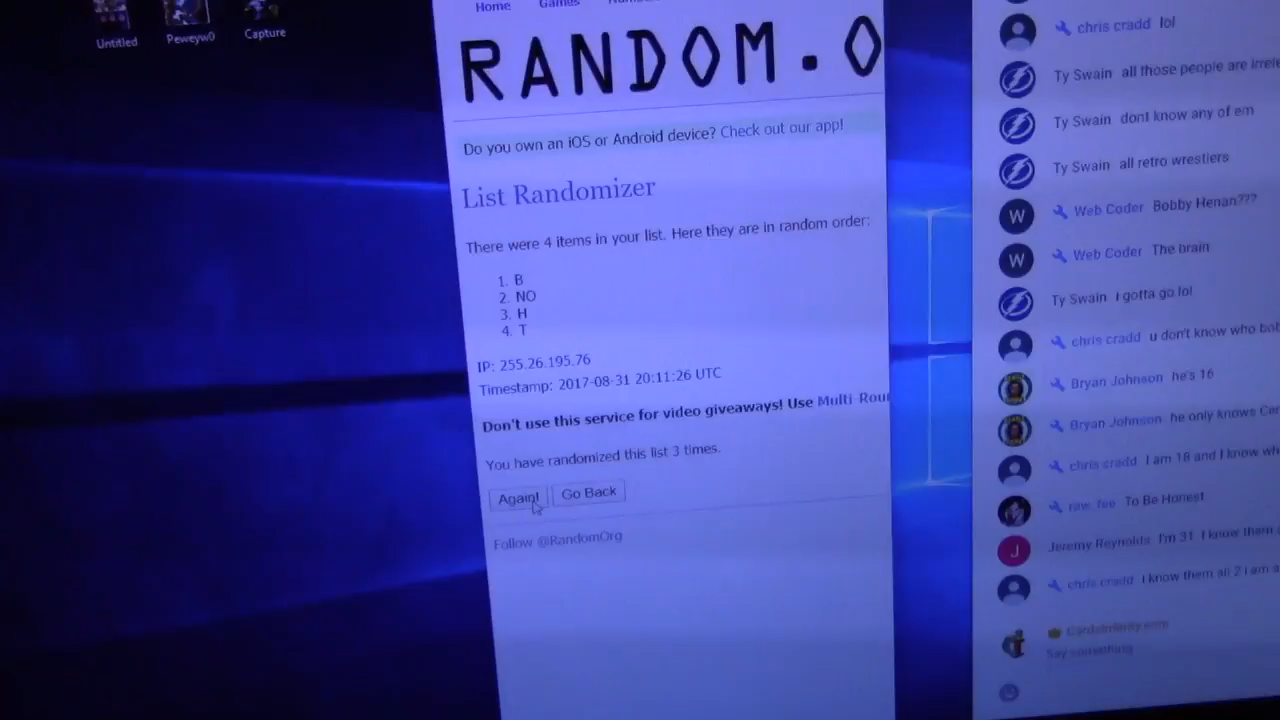 Untitled
Peweyw0
Capture
Home
Games
RANDOM.O
Do you own an iOS or Android device? Check out our app!
List Randomizer
There were 4 items in your list. Here they are in random order:
1. B
2. NO
3. H
4. T
IP: 255.26.195.76
Timestamp: 2017-08-31 20:11:26 UTC
Don't use this service for video giveaways! Use Multi-Rou
You have randomized this list 3 times.
Again!
Go Back
Follow @RandomOrg
chris cradd lol
Ty Swain all those people are irrele
Ty Swain dont know any of em
Ty Swain all retro wrestlers
W
Web Coder Bobby Henan???
W
Web Coder The brain
Ty Swain i gotta go lol
chris cradd u don't know who bob
Bryan Johnson he's 16
Bryan Johnson he only knows
chris cradd I am 18 and I know wh
To Be Honest
J
Jeremy Reynolds I'm 31 I know them
chris cradd I know them all 2 I am a
Say something